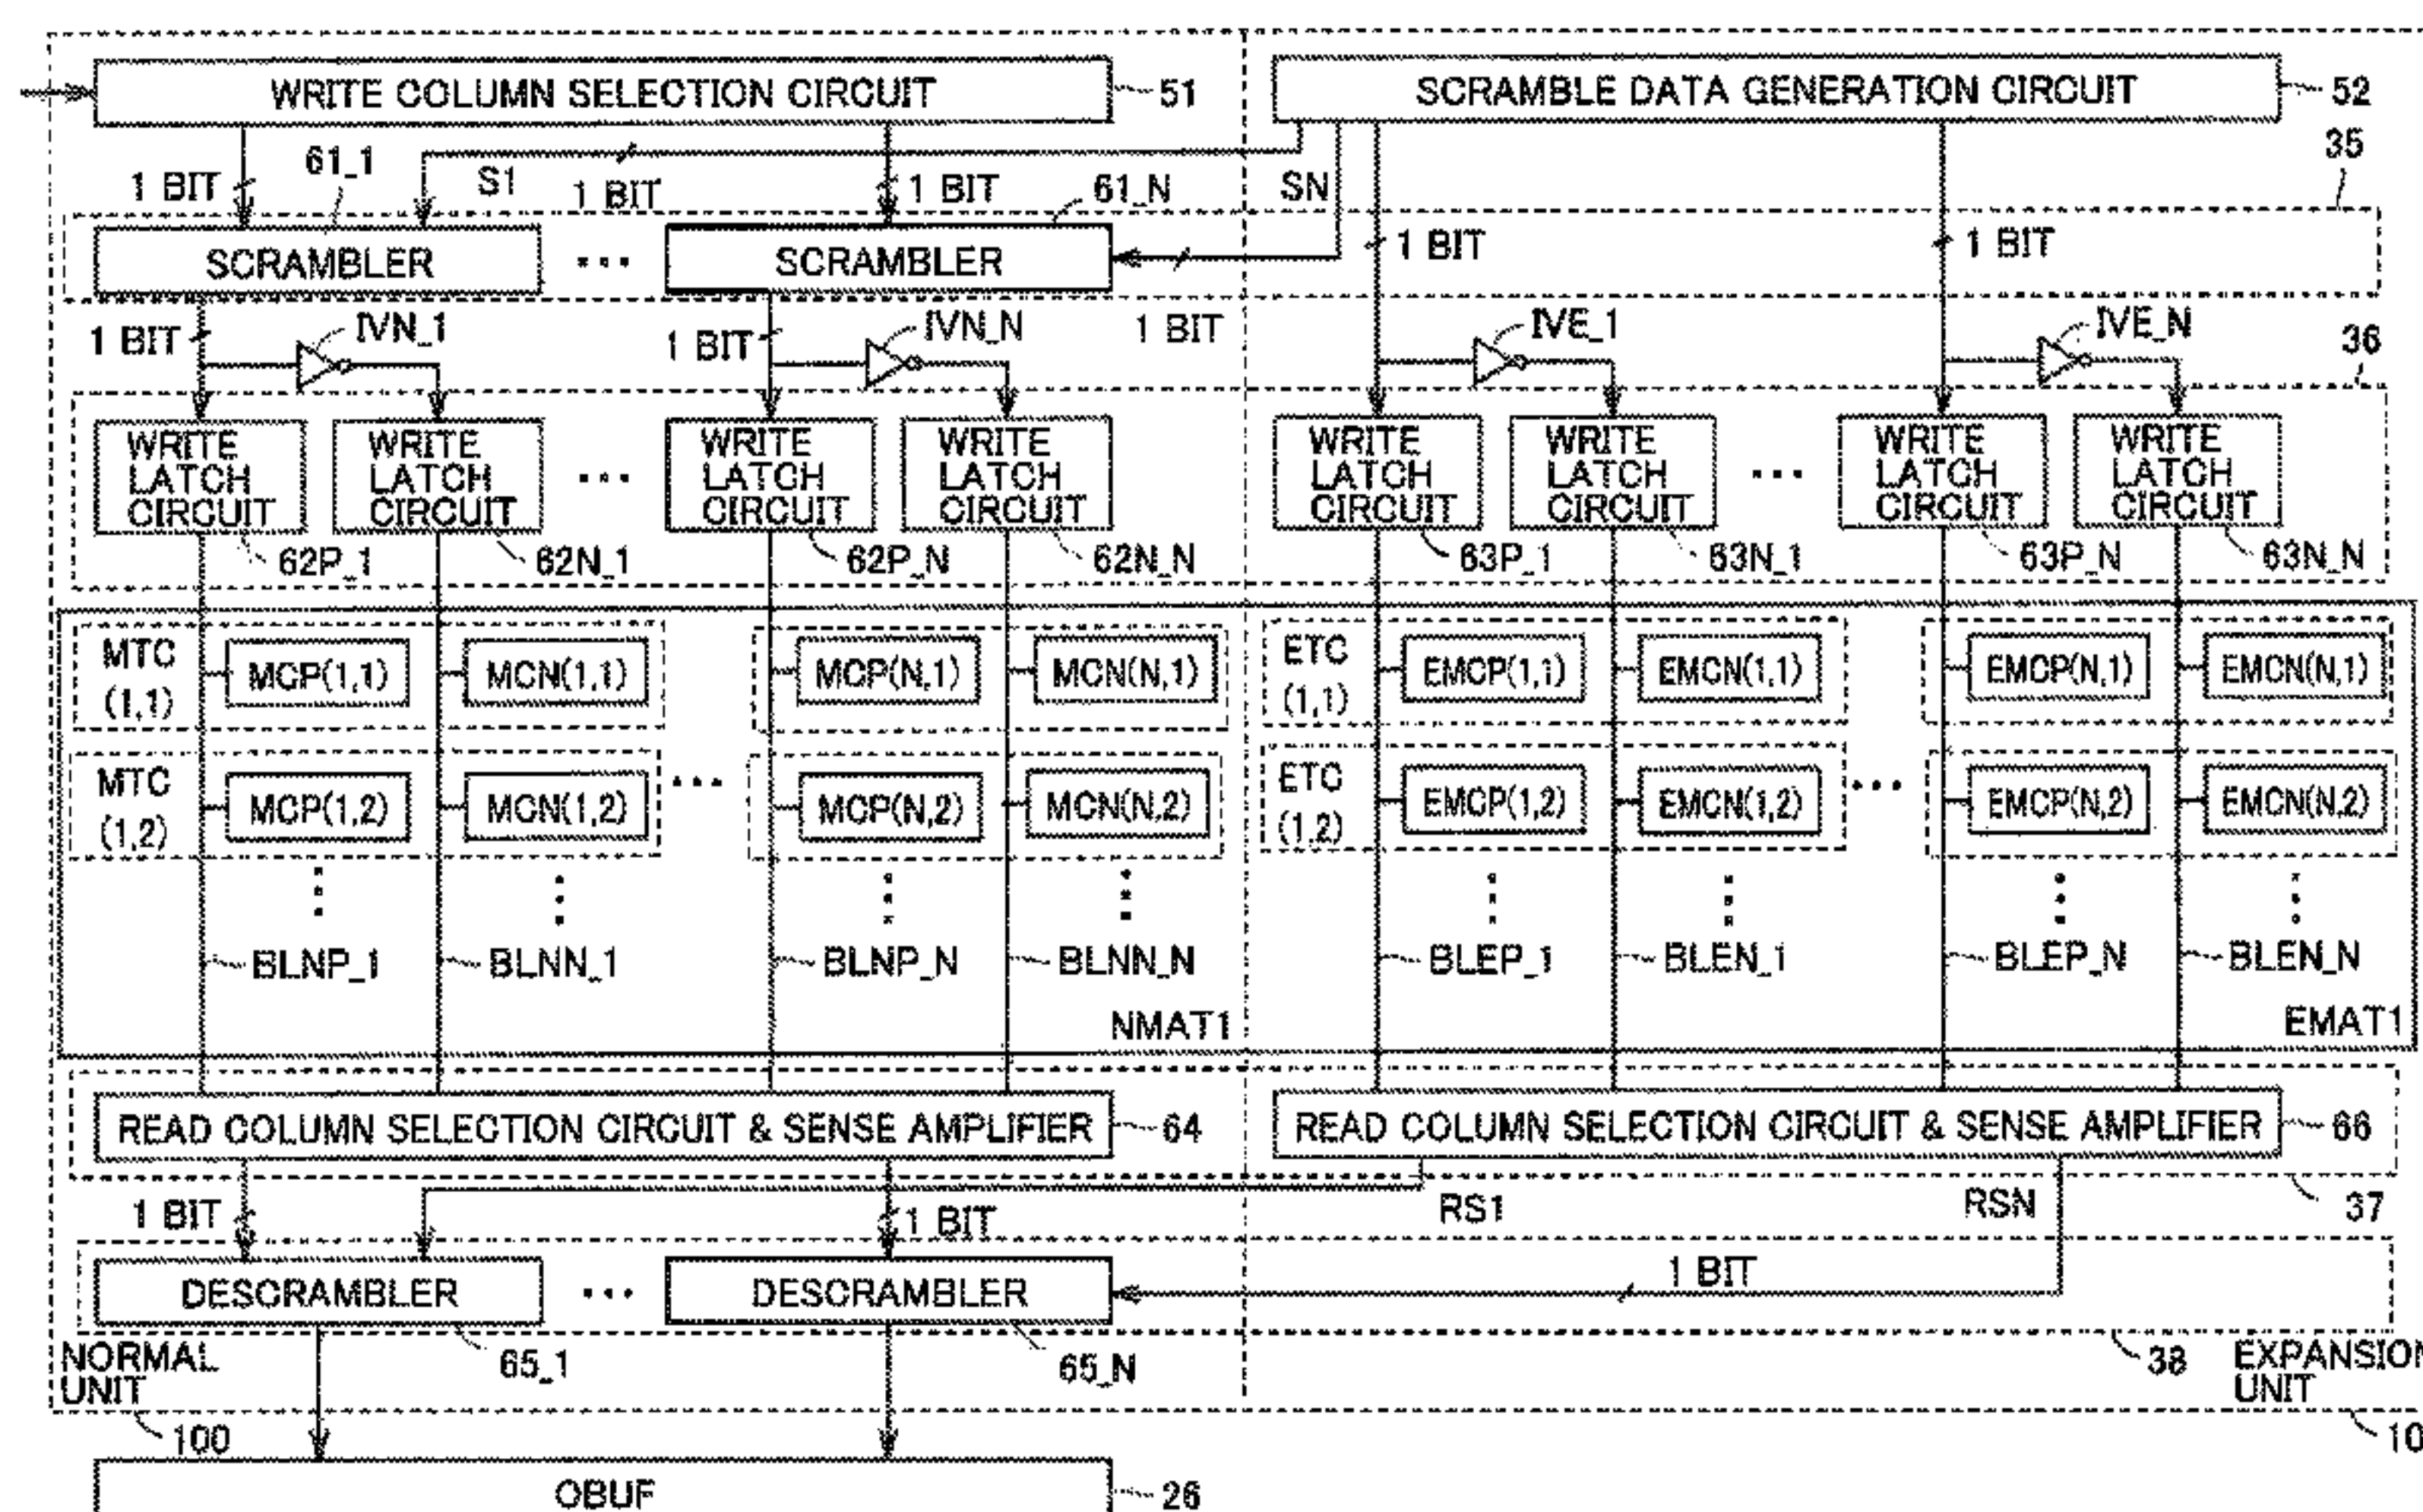 WRITE COLUMN SELECTION CIRCUIT
51
SCRAMBLE DATA GENERATION CIRCUIT
52
35
61_1
1 BIT
S1
1 BIT
1 BIT
61_N
SN
SCRAMBLER
...
SCRAMBLER
1 BIT
1 BIT
1 BIT
IVN_1
1 BIT
IVN_N
1 BIT
IVE_1
IVE_N
36
WRITE LATCH CIRCUIT
WRITE LATCH CIRCUIT
...
WRITE LATCH CIRCUIT
WRITE LATCH CIRCUIT
WRITE LATCH CIRCUIT
WRITE LATCH CIRCUIT
...
WRITE LATCH CIRCUIT
WRITE LATCH CIRCUIT
62P_1
62N_1
62P_N
62N_N
63P_1
63N_1
63P_N
63N_N
MTC (1,1)
MCP(1,1)
MCN(1,1)
MCP(N,1)
MCN(N,1)
ETC (1,1)
EMCP(1,1)
EMCN(1,1)
EMCP(N,1)
EMCN(N,1)
MTC (1,2)
MCP(1,2)
MCN(1,2)
...
MCP(N,2)
MCN(N,2)
ETC (1,2)
EMCP(1,2)
EMCN(1,2)
...
EMCP(N,2)
EMCN(N,2)
BLNP_1
BLNN_1
BLNP_N
BLNN_N
BLEP_1
BLEN_1
BLEP_N
BLEN_N
NMAT1
EMAT1
READ COLUMN SELECTION CIRCUIT & SENSE AMPLIFIER
64
READ COLUMN SELECTION CIRCUIT & SENSE AMPLIFIER
66
1 BIT
1 BIT
RS1
RSN
37
DESCRAMBLER
...
DESCRAMBLER
1 BIT
65_1
65_N
38
NORMAL UNIT
EXPANSION UNIT
100
10
OBUF
26